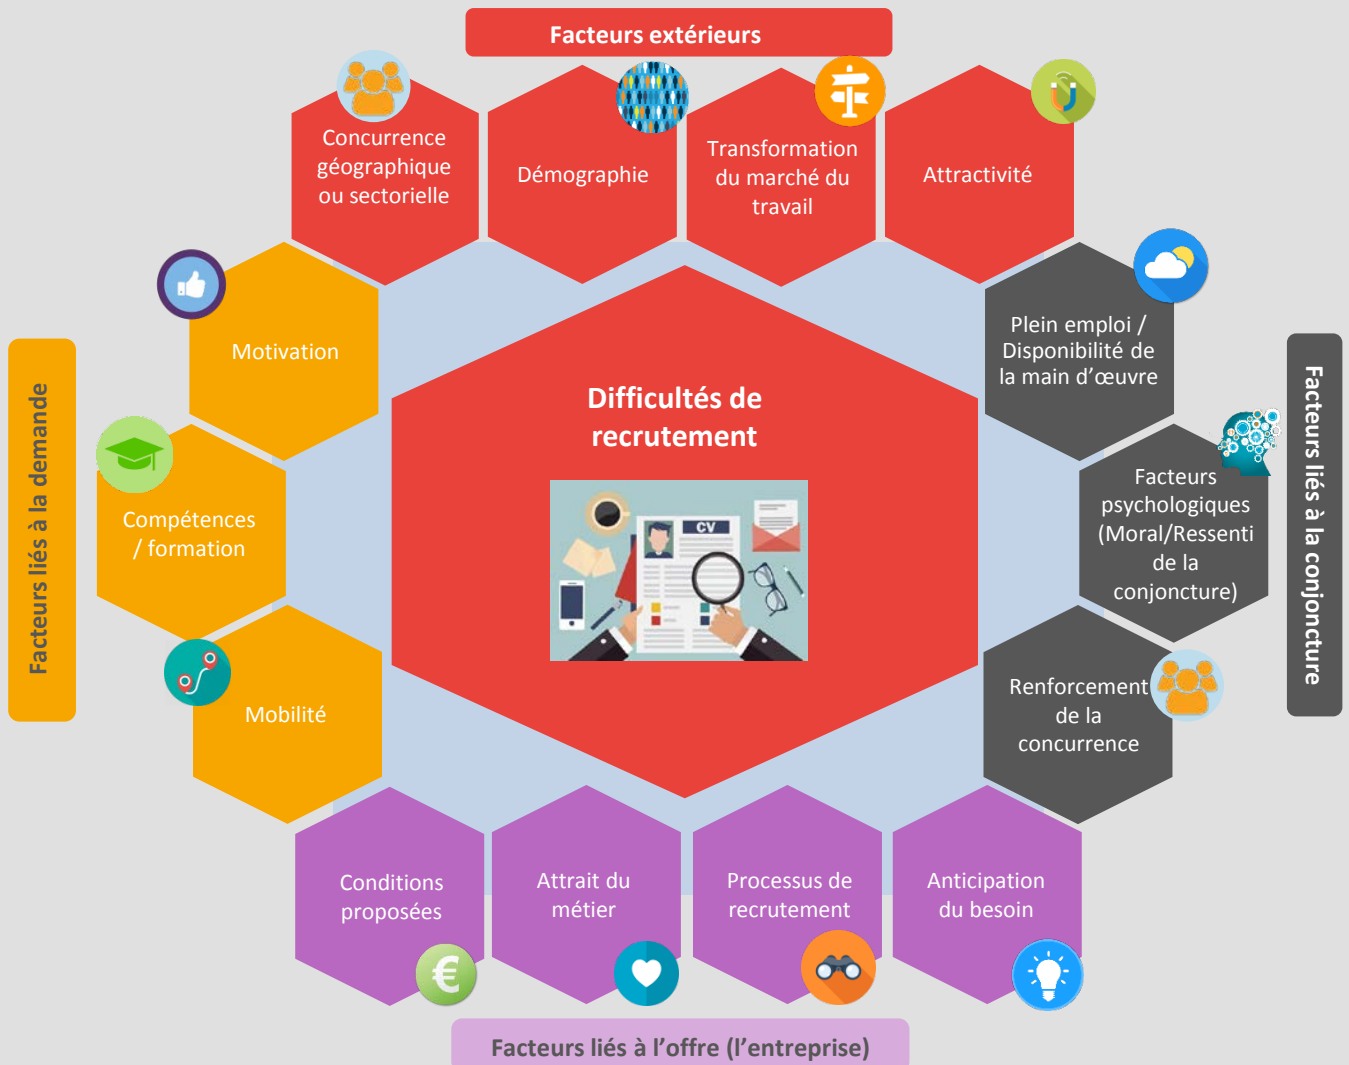 Facteurs extérieurs
Concurrence
géographique
ou sectorielle
Démographie
Transformation
du marché du
travail
Attractivité
Motivation
Plein emploi /
Disponibilité de
la main d’œuvre
Facteurs liés à la demande
Difficultés de
recrutement
CV
Facteurs liés à la conjoncture
Compétences
/ formation
Facteurs
psychologiques
(Moral/Ressenti
de la
conjoncture)
Mobilité
Renforcement
de la
concurrence
Conditions
proposées
€
Attrait du
métier
Processus de
recrutement
Anticipation
du besoin
Facteurs liés à l’offre (l’entreprise)